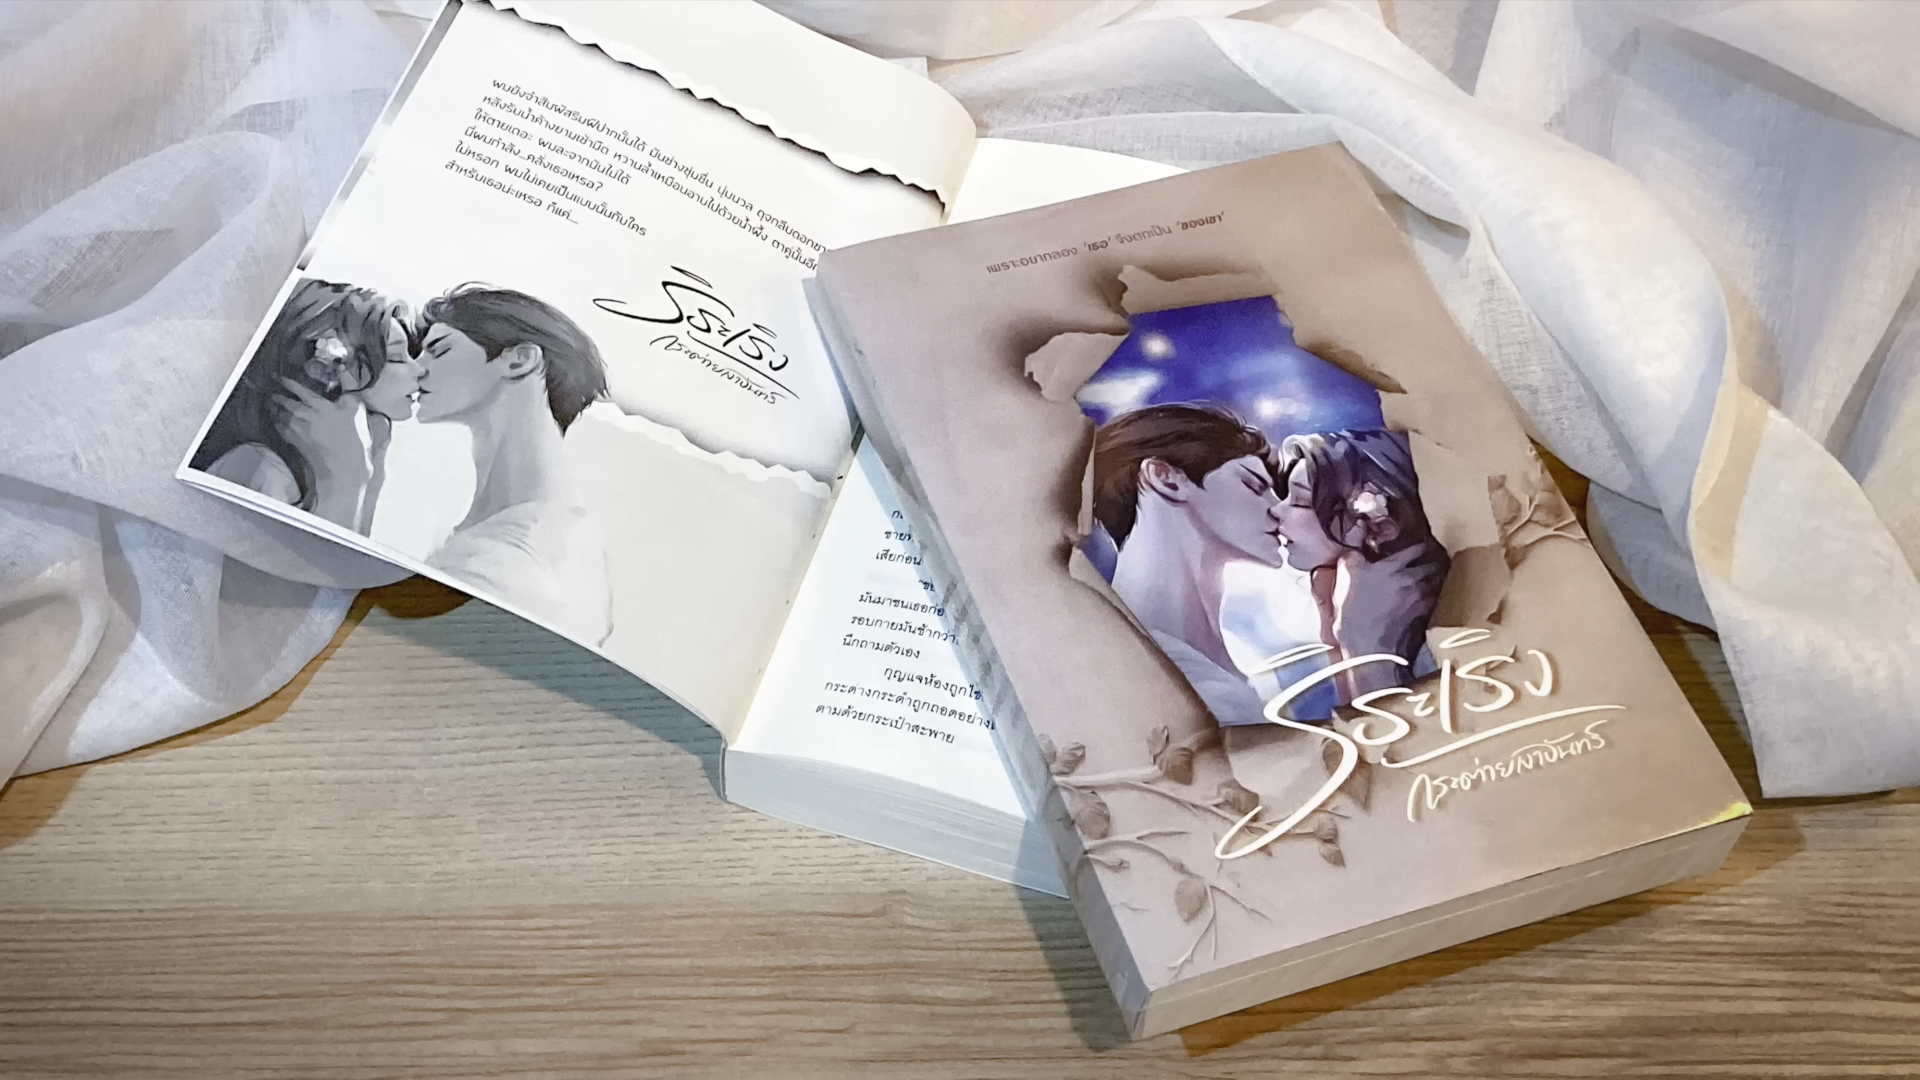 ผมยังจำสัมผัสริมฝีปากนั้นได้ มันช่างชุ่มชื่น นุ่มนวล ดุจกลีบดอก
หลังรับน้ำค้างยามเช้ามืด หวานล้ำเหมือนอาบไปด้วยน้ำผึ้ง ตาคู่นั้นอีก
ให้ตายเถอะ ผมละจากมันไม่ได้
นี่ผมกำลัง...คลั่งเธอเหรอ?
ไม่หรอก ผมไม่เคยเป็นแบบนั้นกับใคร
สำหรับเธอน่ะเหรอ ก็แค่...
ริระเริง
กระต่ายลาจันทร์
เสียก่อน
มันมาชนเธอก่อ
รอบกายมันช้ากว่า
นึกถามตัวเอง
กุญแจห้องถูกไข
กระด่างกระดำถูกถอดอย่าง
ตามด้วยกระเป๋าสะพาย
เพราะอยากลอง 'เธอ' จึงตกเป็น 'ของเขา'
ริระเริง
กระต่ายลาจันทร์